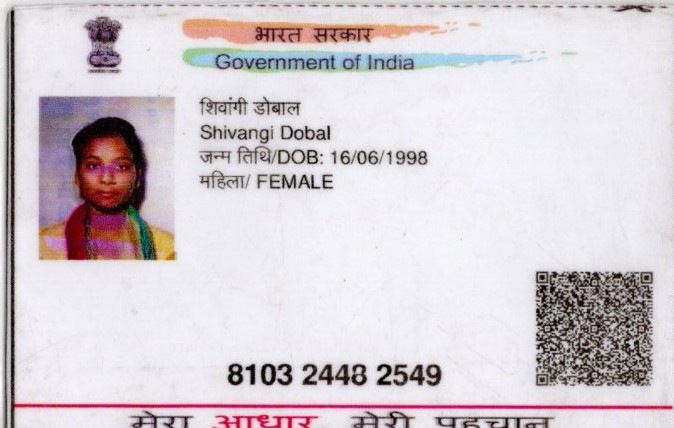 भारत सरकार
Government of India
शिवांगी डोबाल
Shivangi Dobal
जन्म तिथि/DOB: 16/06/1998
महिला/ FEMALE
8103 2448 2549
मेरा आधार, मेरी पहचान